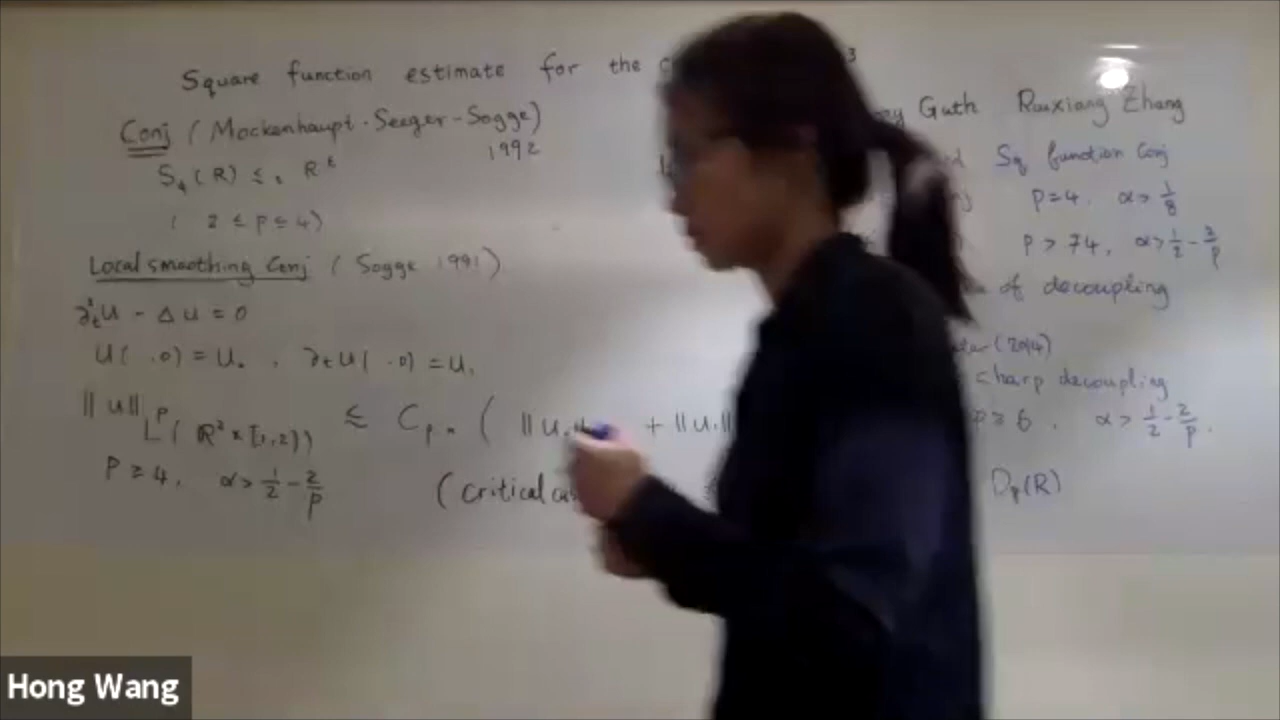 Square function estimate for the
3
Conj ( Mockenhaupt - Seeger - Sogge)
1992
S₄(R) ≤ε R^ε
( 2 ≤ p ≤ 4)
Local smoothing Conj ( Sogge 1991)
∂ₜ²u - Δu = 0
u( ·,0) = u₀ , ∂ₜu( ·,0) = u₁
‖u‖_{L^p( ℝ² × [1,2])} ≤ C_{p,α} ( ‖u₀‖ + ‖u₁‖
p ≥ 4, α > 1/2 - 2/p
(critical
Guth Ruixiang Zhang
Sq function Conj
p=4, α > 1/8
p > 74, α > 1/2 - 2/p
of decoupling
(2014)
sharp decoupling
p ≥ 6, α > 1/2 - 2/p.
D_p(R)
Hong Wang